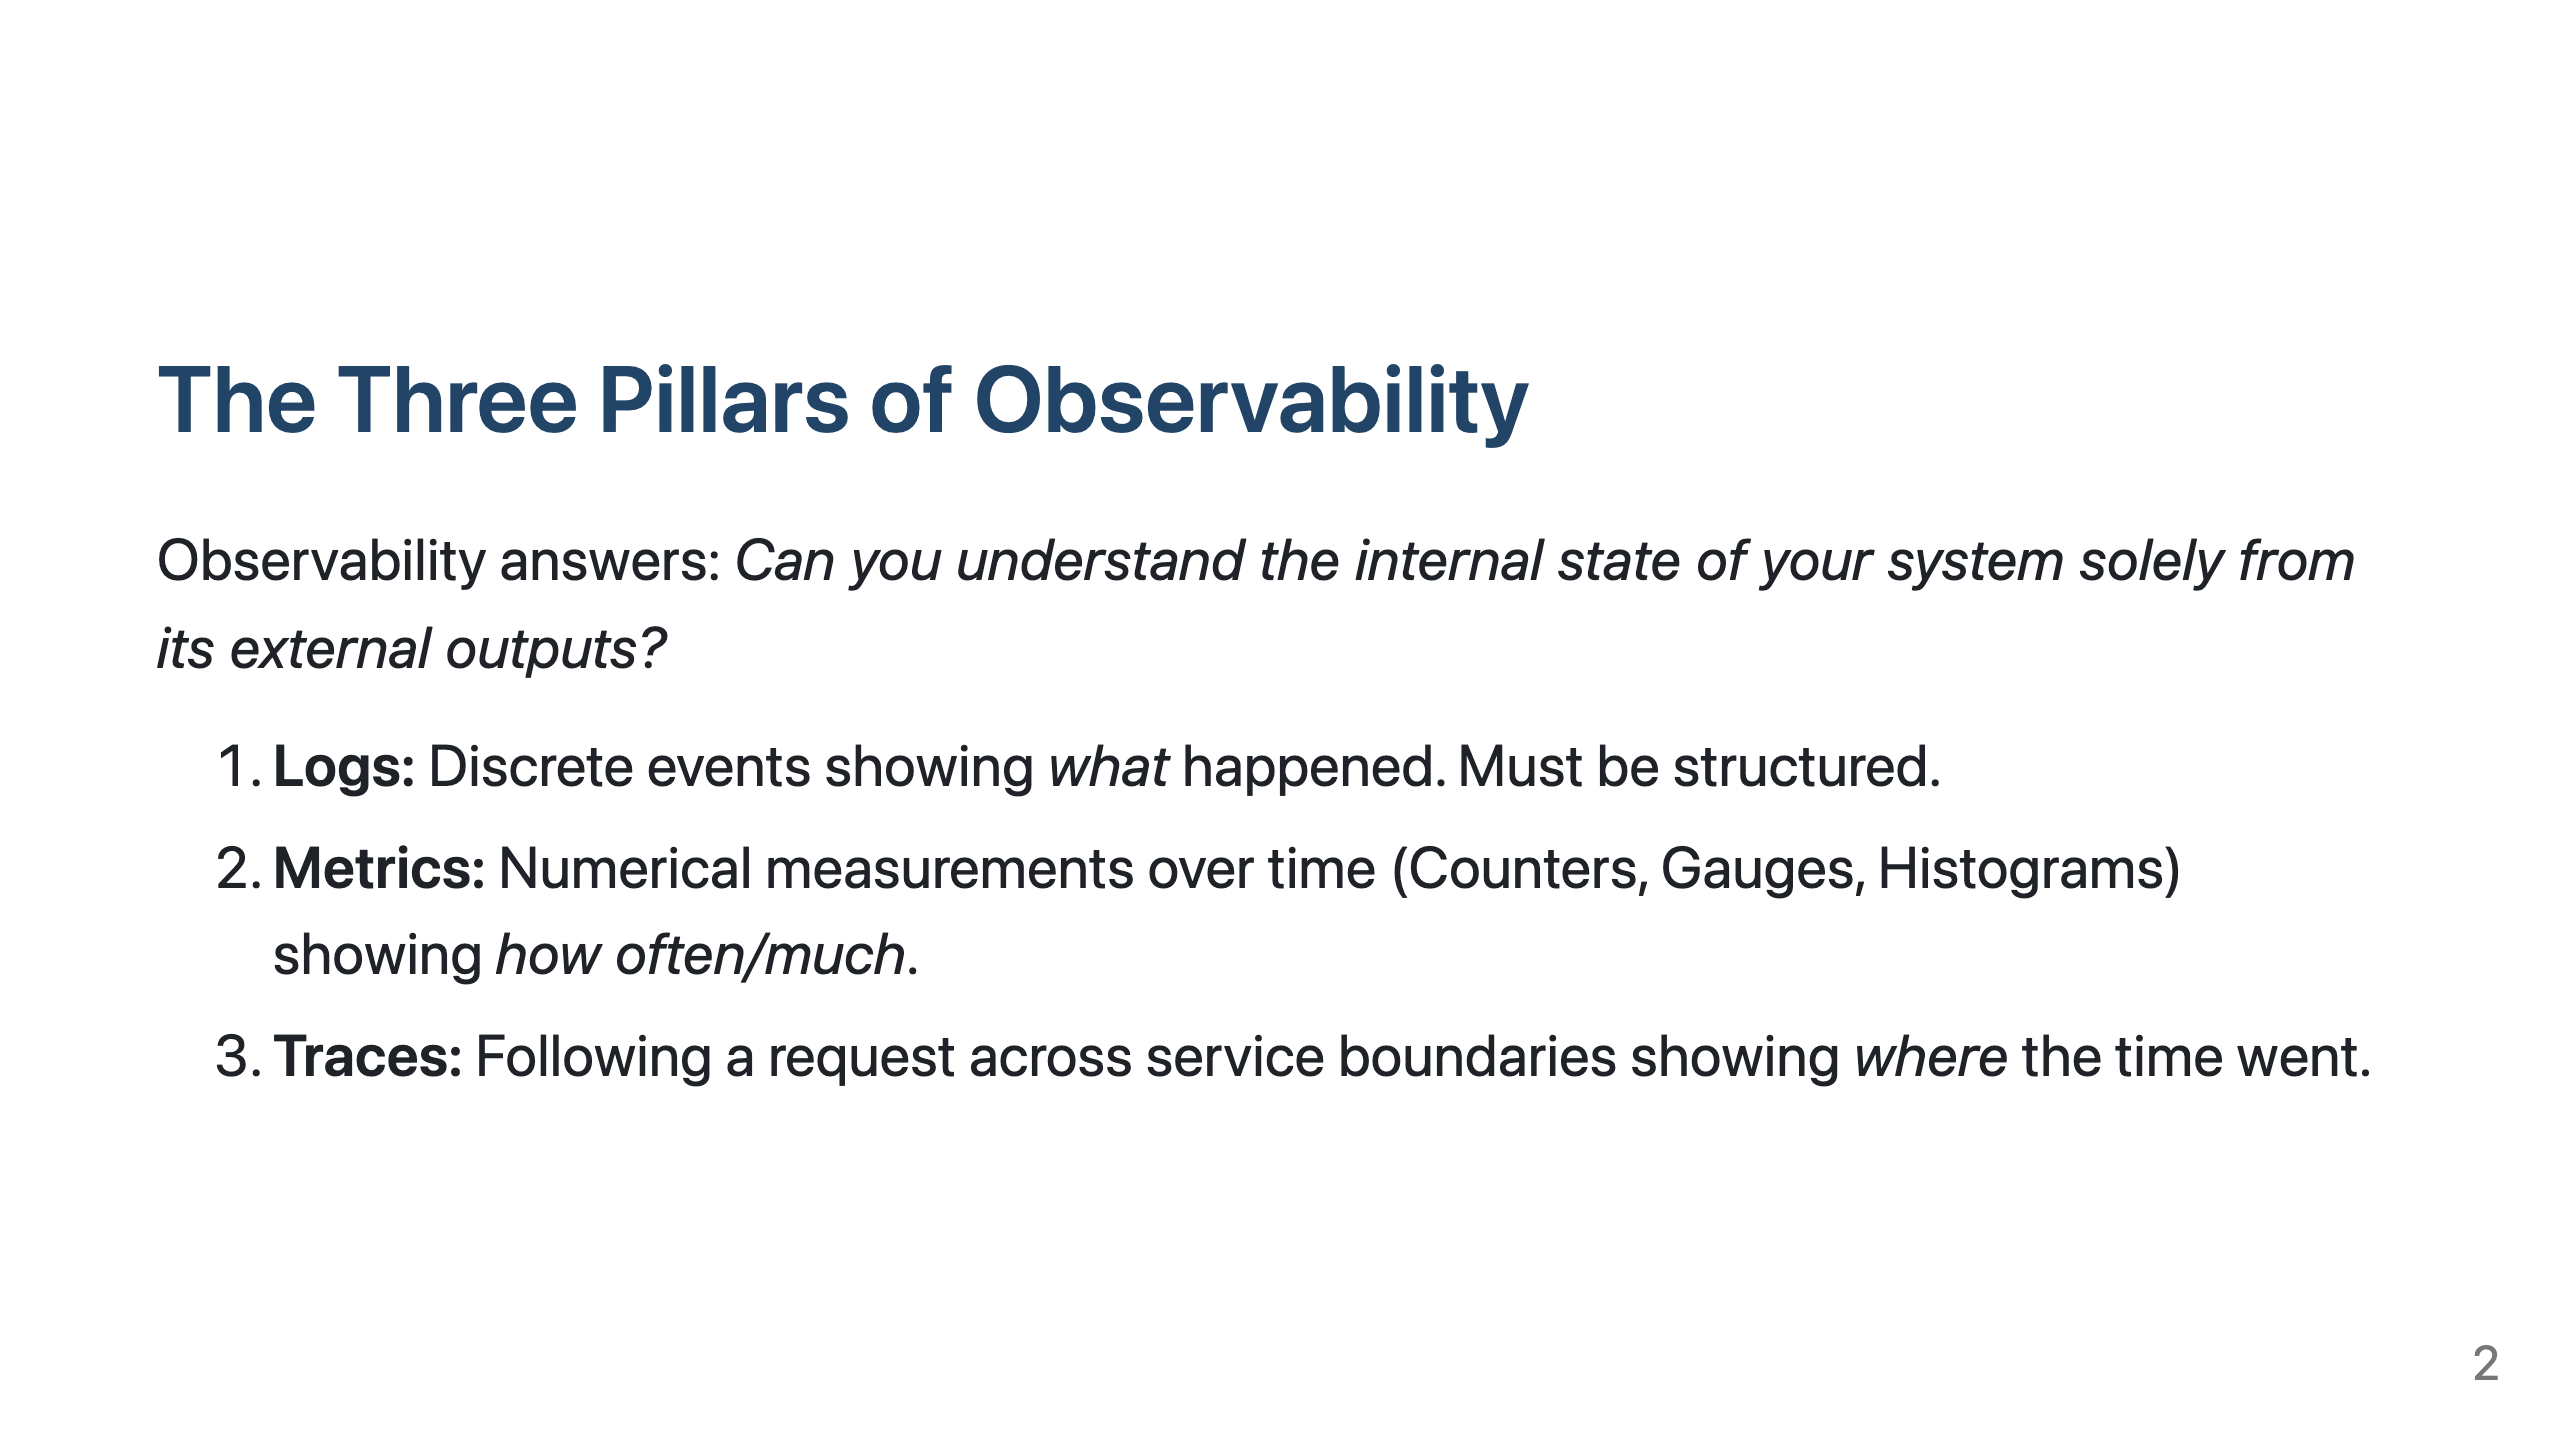 The Three Pillars of Observability
Observability answers: Can you understand the internal state of your system solely from
its external outputs?
1. Logs: Discrete events showing what happened. Must be structured.
2. Metrics: Numerical measurements over time (Counters, Gauges, Histograms)
showing how often/much.
3. Traces: Following a request across service boundaries showing where the time went.
2